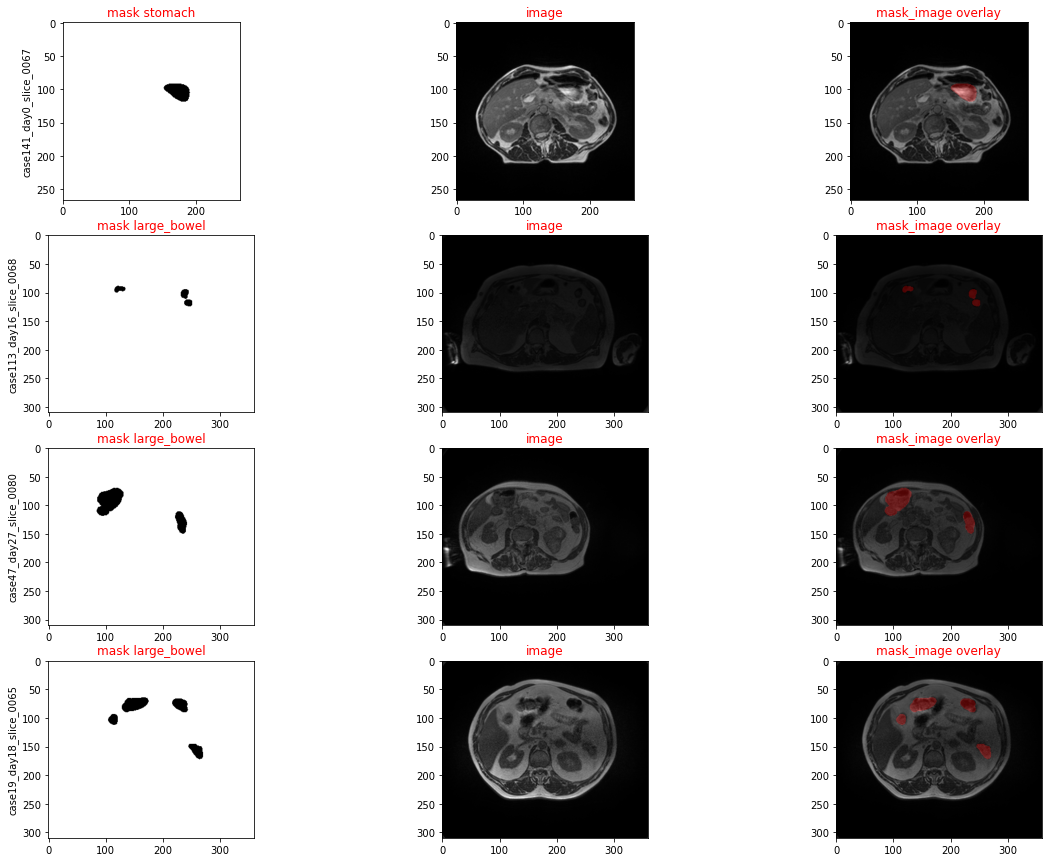 mask stomach image mask_image overlay
case141_day0_slice_0067
0 0 0
50 50 50
100 100 100
150 150 150
200 200 200
250 250 250
0 100 200 0 100 200 0 100 200
mask large_bowel image mask_image overlay
case113_day16_slice_0068
0 0 0
50 50 50
100 100 100
150 150 150
200 200 200
250 250 250
300 300 300
0 100 200 300 0 100 200 300 0 100 200 300
mask large_bowel image mask_image overlay
case47_day27_slice_0080
0 0 0
50 50 50
100 100 100
150 150 150
200 200 200
250 250 250
300 300 300
0 100 200 300 0 100 200 300 0 100 200 300
mask large_bowel image mask_image overlay
case19_day18_slice_0065
0 0 0
50 50 50
100 100 100
150 150 150
200 200 200
250 250 250
300 300 300
0 100 200 300 0 100 200 300 0 100 200 300